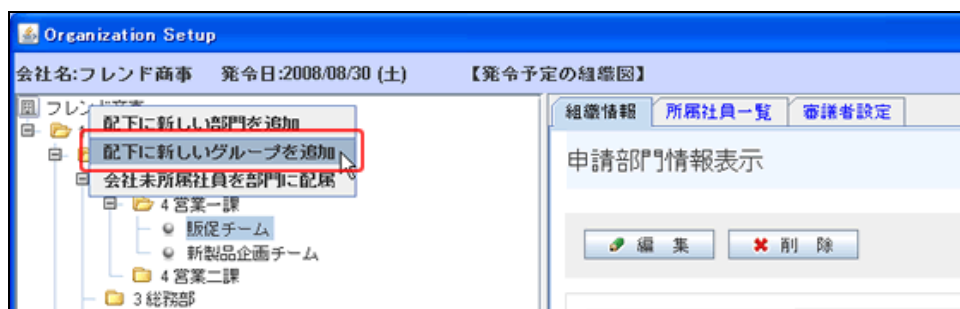 Organization Setup
会社名:フレンド商事 発令日:2008/08/30 (土) 【発令予定の組織図】
フレンド商事
配下に新しい部門を追加
配下に新しいグループを追加
会社未所属社員を部門に配属
4 営業一課
販促チーム
新製品企画チーム
4 営業二課
3 総務部
組織情報 所属社員一覧 審議者設定
申請部門情報表示
編 集 削 除